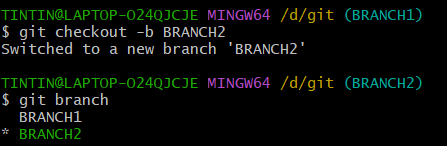 TINTIN@LAPTOP-O24QJCJE MINGW64 /d/git (BRANCH1)
$ git checkout -b BRANCH2
Switched to a new branch 'BRANCH2'
TINTIN@LAPTOP-O24QJCJE MINGW64 /d/git (BRANCH2)
$ git branch
  BRANCH1
* BRANCH2